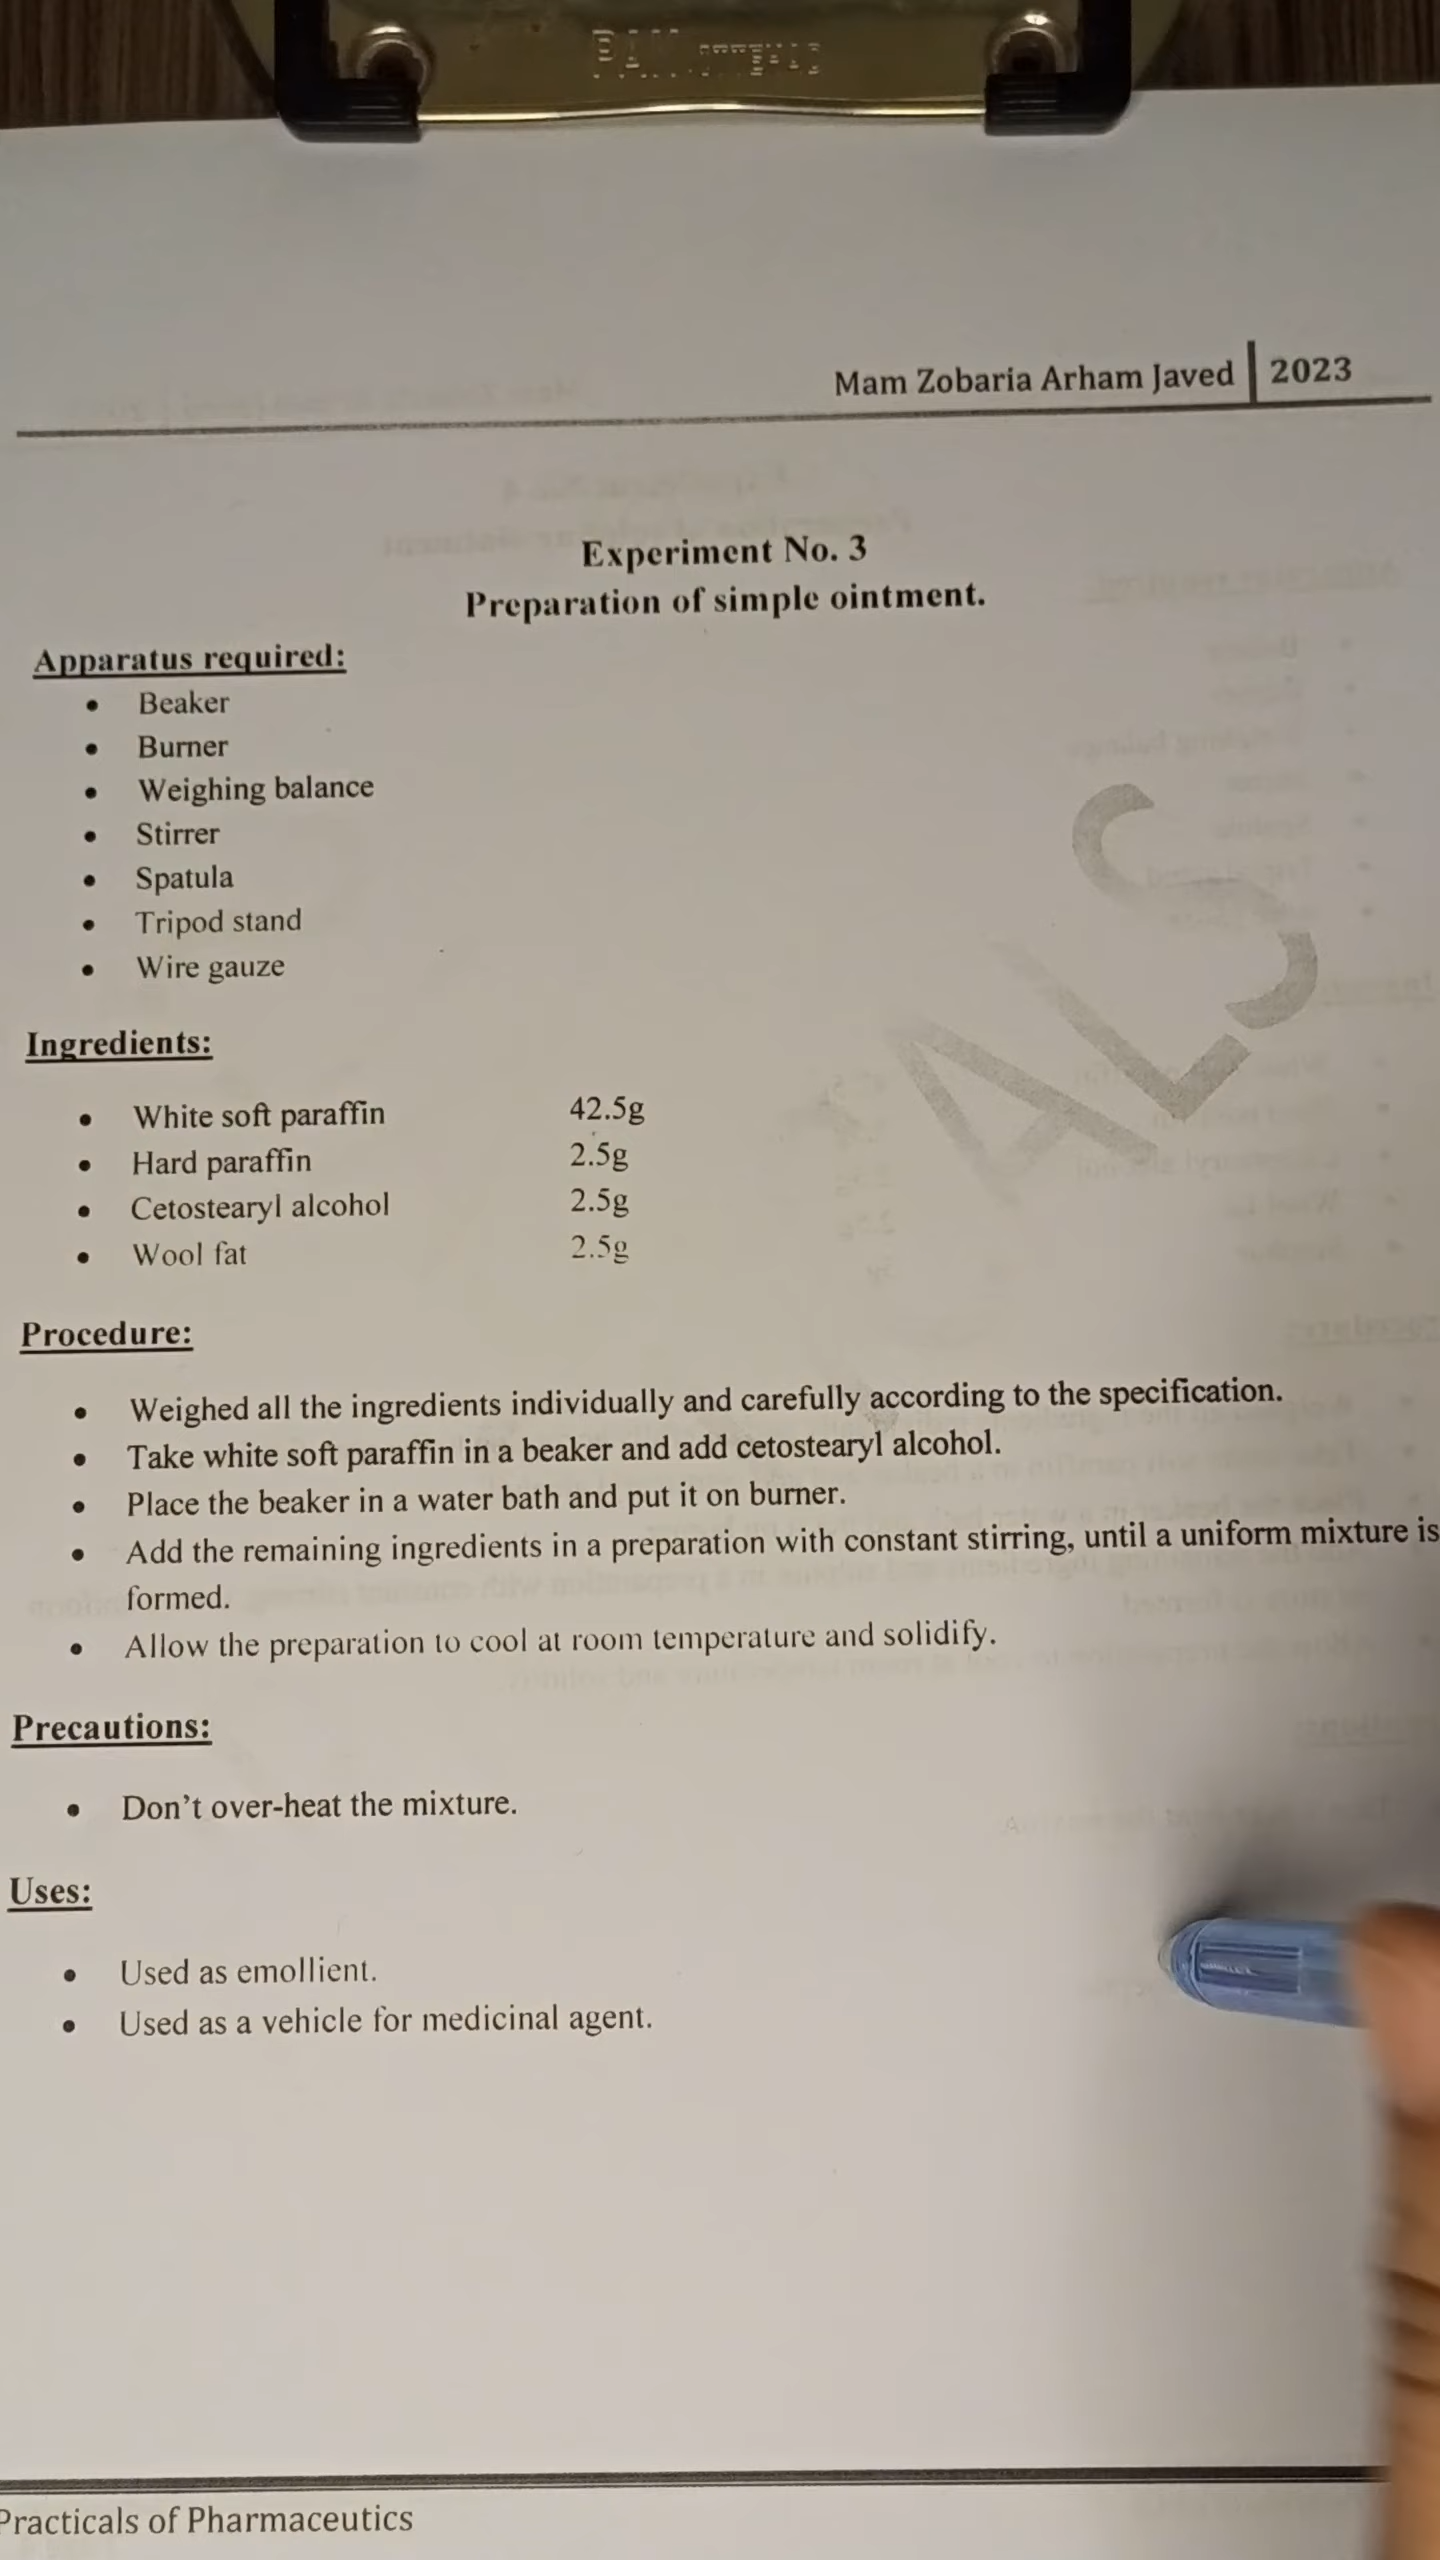 Mam Zobaria Arham Javed | 2023
Experiment No. 3
Preparation of simple ointment.
Apparatus required:
• Beaker
• Burner
• Weighing balance
• Stirrer
• Spatula
• Tripod stand
• Wire gauze
Ingredients:
• White soft paraffin 42.5g
• Hard paraffin 2.5g
• Cetostearyl alcohol 2.5g
• Wool fat 2.5g
Procedure:
• Weighed all the ingredients individually and carefully according to the specification.
• Take white soft paraffin in a beaker and add cetostearyl alcohol.
• Place the beaker in a water bath and put it on burner.
• Add the remaining ingredients in a preparation with constant stirring, until a uniform mixture is
formed.
• Allow the preparation to cool at room temperature and solidify.
Precautions:
• Don’t over-heat the mixture.
Uses:
• Used as emollient.
• Used as a vehicle for medicinal agent.
Practicals of Pharmaceutics
ALS